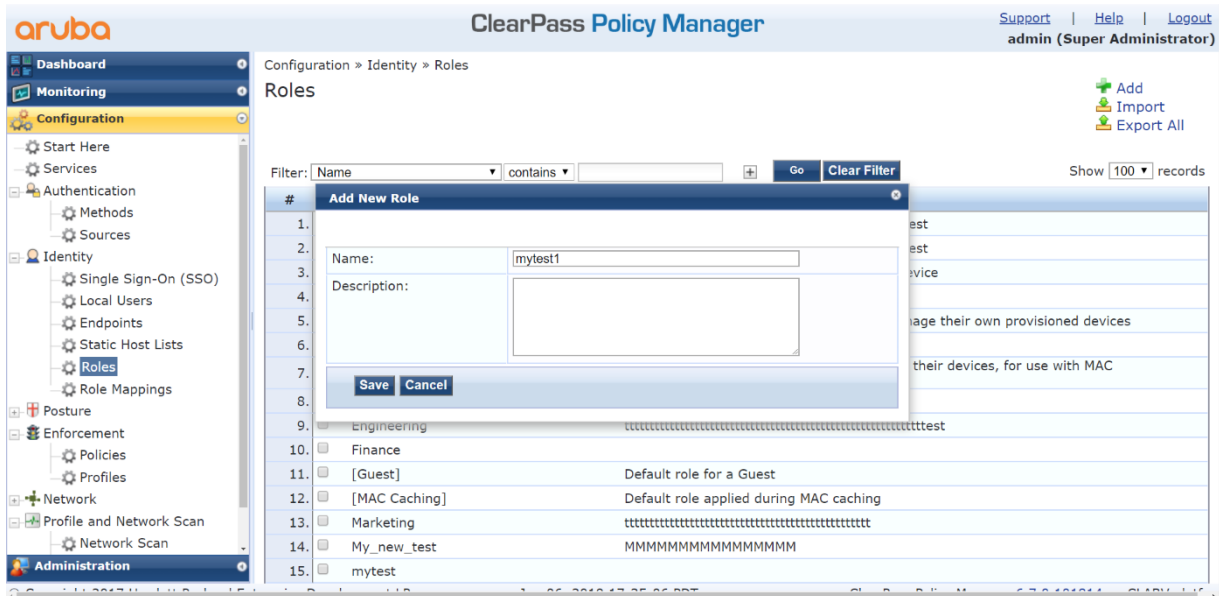 aruba
ClearPass Policy Manager
Support | Help | Logout
admin (Super Administrator)
Dashboard
Monitoring
Configuration
Start Here
Services
Authentication
Methods
Sources
Identity
Single Sign-On (SSO)
Local Users
Endpoints
Static Host Lists
Roles
Role Mappings
Posture
Enforcement
Policies
Profiles
Network
Profile and Network Scan
Network Scan
Administration
Configuration » Identity » Roles
Roles
Add
Import
Export All
Filter: Name contains Go Clear Filter Show 100 records
#
Add New Role
Name: mytest1
Description:
Save Cancel
1. est
2. est
3. evice
4.
5. age their own provisioned devices
6.
7. their devices, for use with MAC
8.
9. Engineering
10. Finance
11. [Guest] Default role for a Guest
12. [MAC Caching] Default role applied during MAC caching
13. Marketing
14. My_new_test
15. mytest